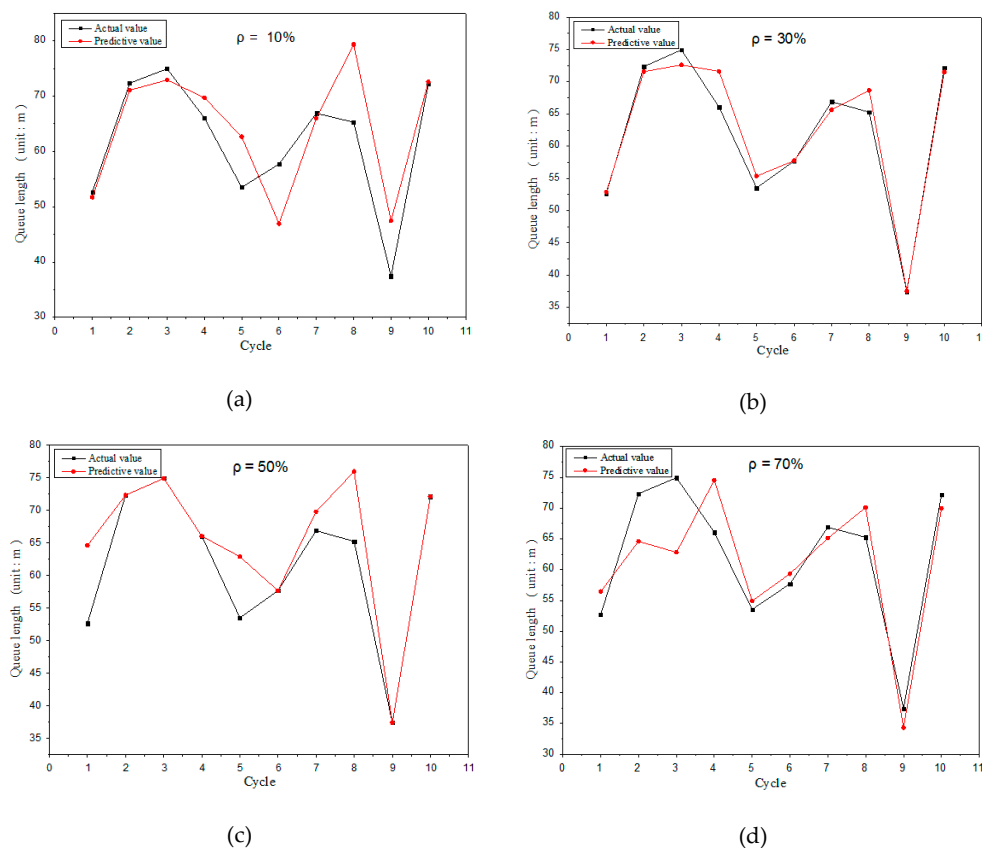 Actual value
Predictive value
ρ = 10%
80
70
60
50
40
30
Queue length （unit : m）
0 1 2 3 4 5 6 7 8 9 10 11
Cycle
(a)
Actual value
Predictive value
ρ = 30%
80
75
70
65
60
55
50
45
40
35
Queue length （unit : m）
0 1 2 3 4 5 6 7 8 9 10 1
Cycle
(b)
Actual value
Predictive value
ρ = 50%
80
75
70
65
60
55
50
45
40
35
Queue length (unit : m)
0 1 2 3 4 5 6 7 8 9 10 11
Cycle
(c)
Actual value
Predictive value
ρ = 70%
80
75
70
65
60
55
50
45
40
35
30
Queue length （unit : m）
0 1 2 3 4 5 6 7 8 9 10 11
Cycle
(d)